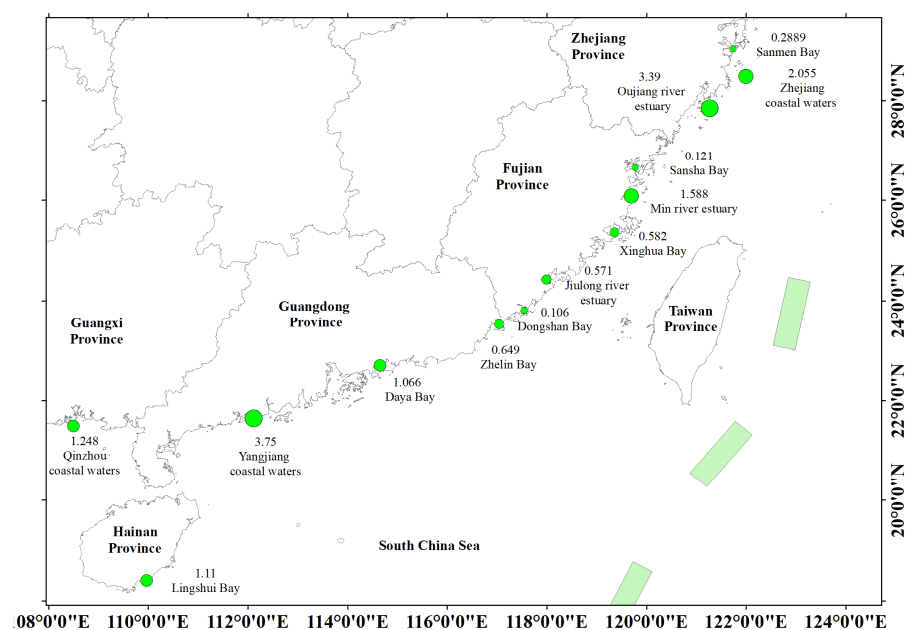 Zhejiang
Province
0.2889
Sanmen Bay
2.055
Zhejiang
coastal waters
3.39
Oujiang river
estuary
28°0'0"N
0.121
Sansha Bay
Fujian
Province
1.588
Min river estuary
26°0'0"N
0.582
Xinghua Bay
0.571
Jiulong river
estuary
24°0'0"N
Guangdong
Province
Taiwan
Province
Guangxi
Province
0.106
Dongshan Bay
0.649
Zhelin Bay
1.066
Daya Bay
22°0'0"N
1.248
Qinzhou
coastal waters
3.75
Yangjiang
coastal waters
20°0'0"N
Hainan
Province
South China Sea
1.11
Lingshui Bay
108°0'0"E
110°0'0"E
112°0'0"E
114°0'0"E
116°0'0"E
118°0'0"E
120°0'0"E
122°0'0"E
124°0'0"E